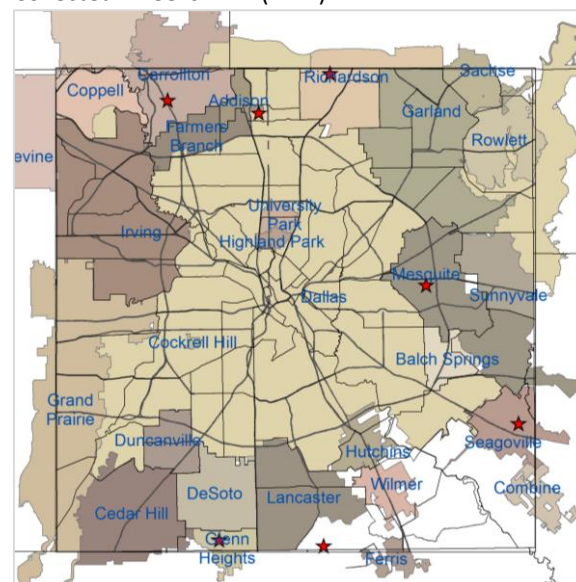 Carrollton
Richardson
Sachse
Coppell
Addison
Garland
Farmers
Branch
Rowlett
evine
University
Park
Irving
Highland Park
Mesquite
Dallas
Sunnyvale
Cockrell Hill
Balch Springs
Grand
Prairie
Duncanville
Seagoville
Hutchins
DeSoto
Wilmer
Combine
Lancaster
Cedar Hill
Glenn
Heights
Ferris